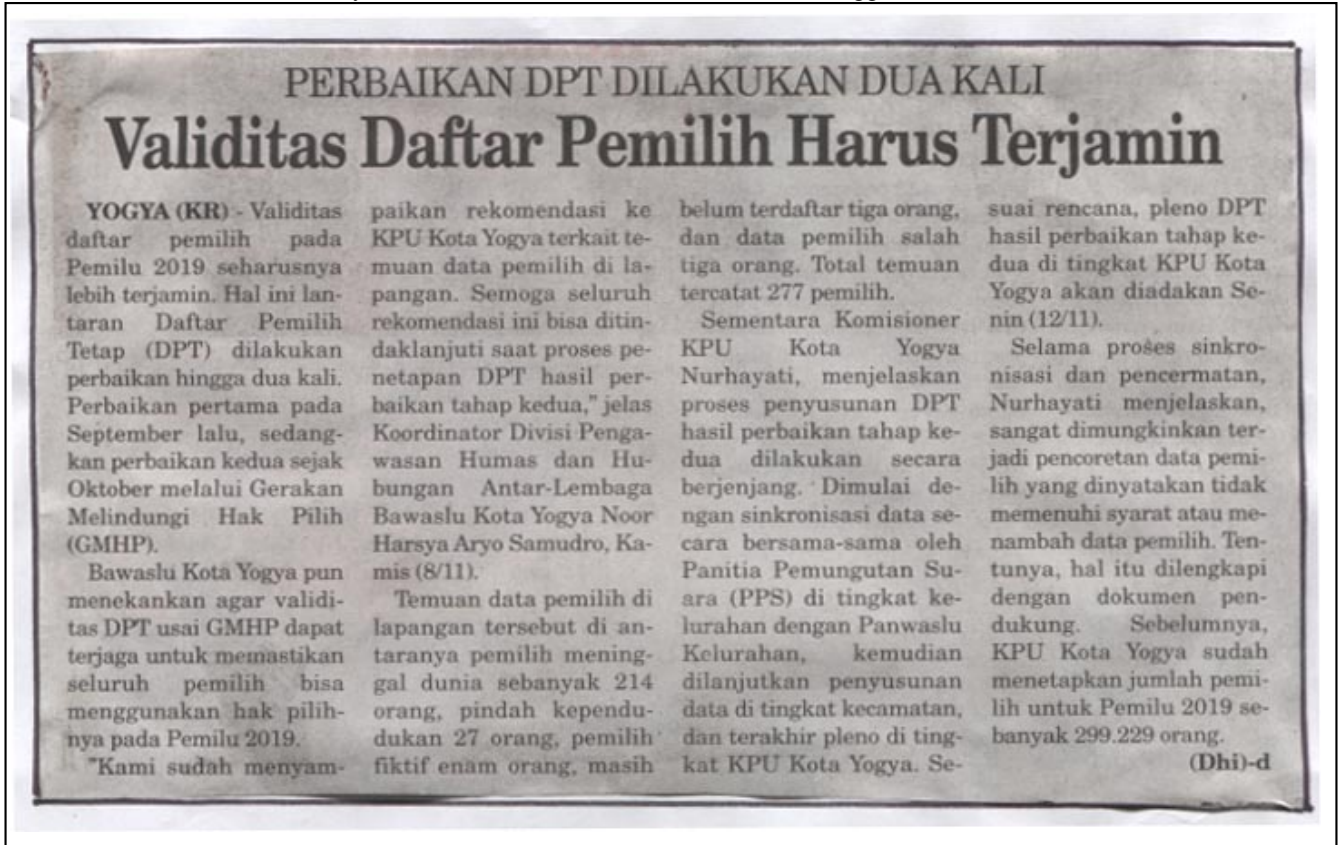 PERBAIKAN DPT DILAKUKAN DUA KALI
Validitas Daftar Pemilih Harus Terjamin
YOGYA (KR) - Validitas
daftar pemilih pada
Pemilu 2019 seharusnya
lebih terjamin. Hal ini lan-
taran Daftar Pemilih
Tetap (DPT) dilakukan
perbaikan hingga dua kali.
Perbaikan pertama pada
September lalu, sedang-
kan perbaikan kedua sejak
Oktober melalui Gerakan
Melindungi Hak Pilih
(GMHP).
Bawaslu Kota Yogya pun
menekankan agar validi-
tas DPT usai GMHP dapat
terjaga untuk memastikan
seluruh pemilih bisa
menggunakan hak pilih-
nya pada Pemilu 2019.
"Kami sudah menyam-
paikan rekomendasi ke
KPU Kota Yogya terkait te-
muan data pemilih di la-
pangan. Semoga seluruh
rekomendasi ini bisa ditin-
daklanjuti saat proses pe-
netapan DPT hasil per-
baikan tahap kedua," jelas
Koordinator Divisi Penga-
wasan Humas dan Hu-
bungan Antar-Lembaga
Bawaslu Kota Yogya Noor
Harsya Aryo Samudro, Ka-
mis (8/11).
Temuan data pemilih di
lapangan tersebut di an-
taranya pemilih mening-
gal dunia sebanyak 214
orang, pindah kependu-
dukan 27 orang, pemilih
fiktif enam orang, masih
belum terdaftar tiga orang,
dan data pemilih salah
tiga orang. Total temuan
tercatat 277 pemilih.
Sementara Komisioner
KPU Kota Yogya
Nurhayati, menjelaskan
proses penyusunan DPT
hasil perbaikan tahap ke-
dua dilakukan secara
berjenjang. Dimulai de-
ngan sinkronisasi data se-
cara bersama-sama oleh
Panitia Pemungutan Su-
ara (PPS) di tingkat ke-
lurahan dengan Panwaslu
Kelurahan, kemudian
dilanjutkan penyusunan
data di tingkat kecamatan,
dan terakhir pleno di ting-
kat KPU Kota Yogya. Se-
suai rencana, pleno DPT
hasil perbaikan tahap ke-
dua di tingkat KPU Kota
Yogya akan diadakan Se-
nin (12/11).
Selama proses sinkro-
nisasi dan pencermatan,
Nurhayati menjelaskan,
sangat dimungkinkan ter-
jadi pencoretan data pemi-
lih yang dinyatakan tidak
memenuhi syarat atau me-
nambah data pemilih. Ten-
tunya, hal itu dilengkapi
dengan dokumen pen-
dukung. Sebelumnya,
KPU Kota Yogya sudah
menetapkan jumlah pemi-
lih untuk Pemilu 2019 se-
banyak 299.229 orang.
(Dhi)-d